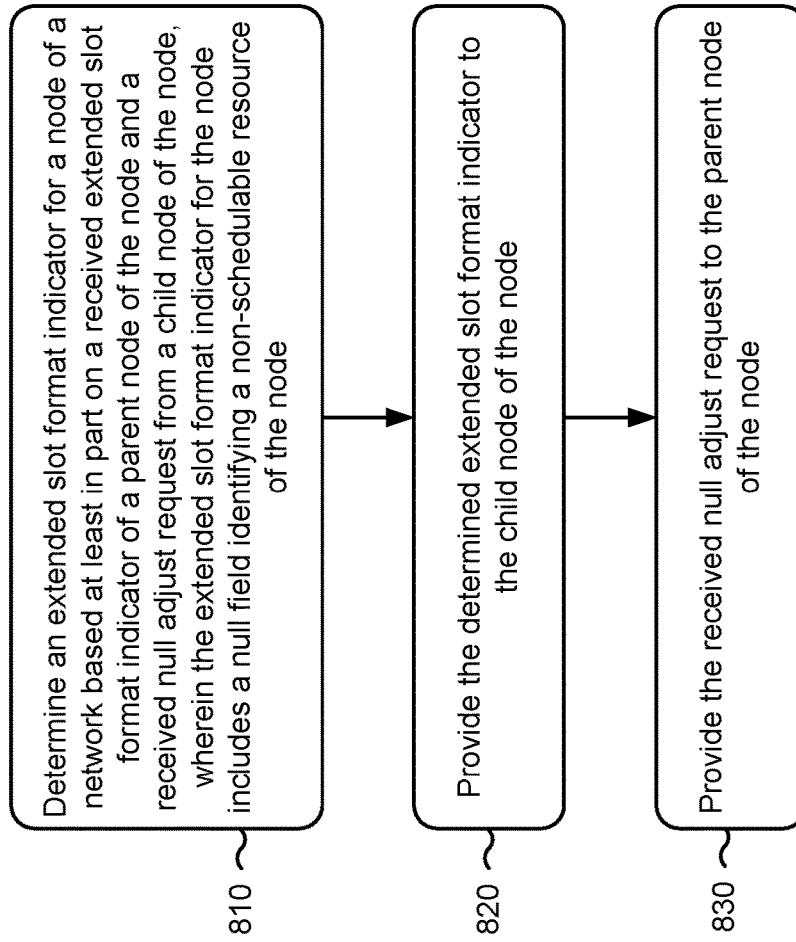 810
Determine an extended slot format indicator for a node of a
network based at least in part on a received extended slot
format indicator of a parent node of the node and a
received null adjust request from a child node of the node,
wherein the extended slot format indicator for the node
includes a null field identifying a non-schedulable resource
of the node
820
Provide the determined extended slot format indicator to
the child node of the node
830
Provide the received null adjust request to the parent node
of the node